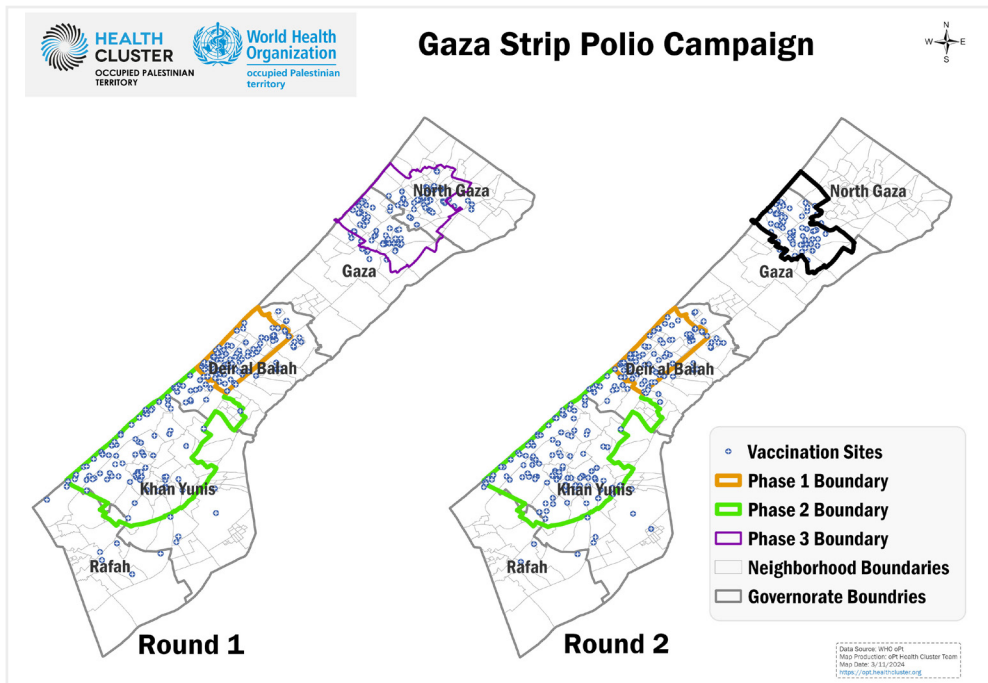 HEALTH
CLUSTER
OCCUPIED PALESTINIAN
TERRITORY
World Health
Organization
occupied Palestinian
territory
Gaza Strip Polio Campaign
N
W E
S
North Gaza
Gaza
Deir al Balah
Khan Yunis
Rafah
Round 1
North Gaza
Gaza
Deir al Balah
Khan Yunis
Rafah
Round 2
Vaccination Sites
Phase 1 Boundary
Phase 2 Boundary
Phase 3 Boundary
Neighborhood Boundaries
Governorate Boundries
Data Source: WHO oPt
Map Production: oPt Health Cluster Team
Map Date: 3/11/2024
https://opt.healthcluster.org